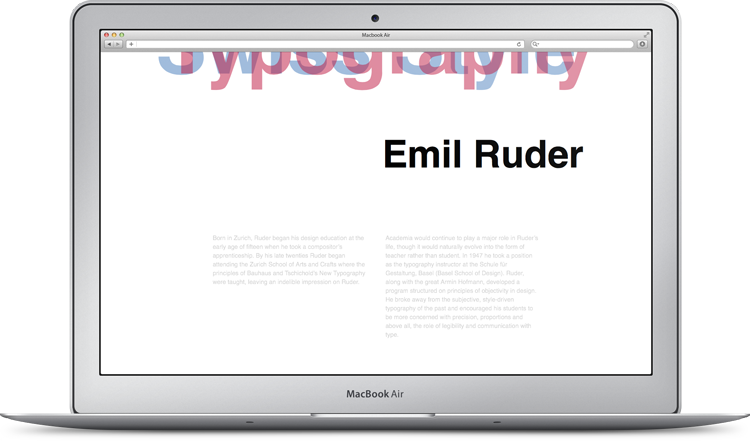 Macbook Air
Swiss Style
Typography
Emil Ruder
Born in Zurich, Ruder began his design education at the
early age of fifteen when he took a compositor's
apprenticeship. By his late twenties Ruder began
attending the Zurich School of Arts and Crafts where the
principles of Bauhaus and Tschichold's New Typography
were taught, leaving an indelible impression on Ruder.
Academia would continue to play a major role in Ruder's
life, though it would naturally evolve into the form of
teacher rather than student. In 1947 he took a position
as the typography instructor at the Schule für
Gestaltung, Basel (Basel School of Design). Ruder,
along with the great Armin Hofmann, developed a
program structured on principles of objectivity in design.
He broke away from the subjective, style-driven
typography of the past and encouraged his students to
be more concerned with precision, proportions and
above all, the role of legibility and communication with
type.
MacBook Air